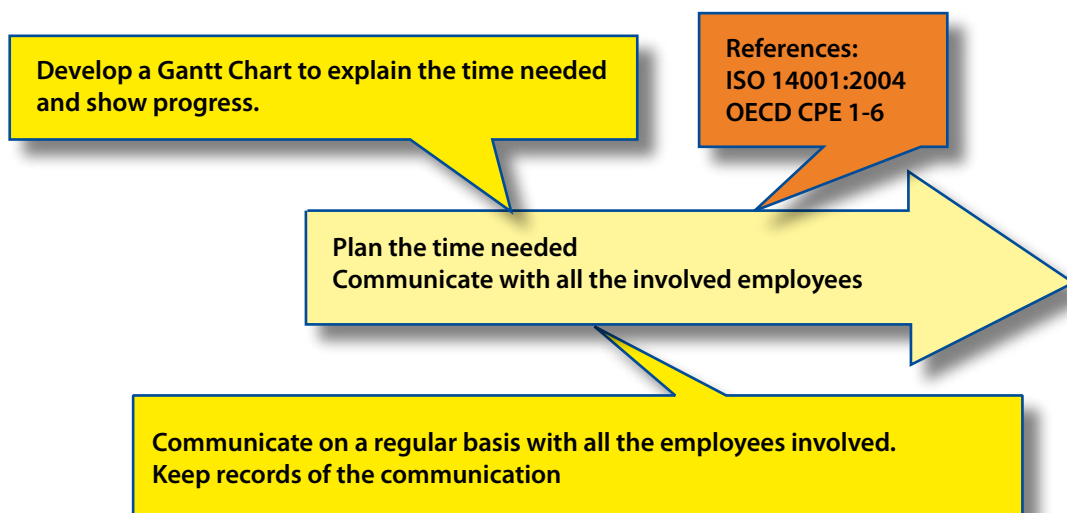 Develop a Gantt Chart to explain the time needed
and show progress.
References:
ISO 14001:2004
OECD CPE 1-6
Plan the time needed
Communicate with all the involved employees
Communicate on a regular basis with all the employees involved.
Keep records of the communication